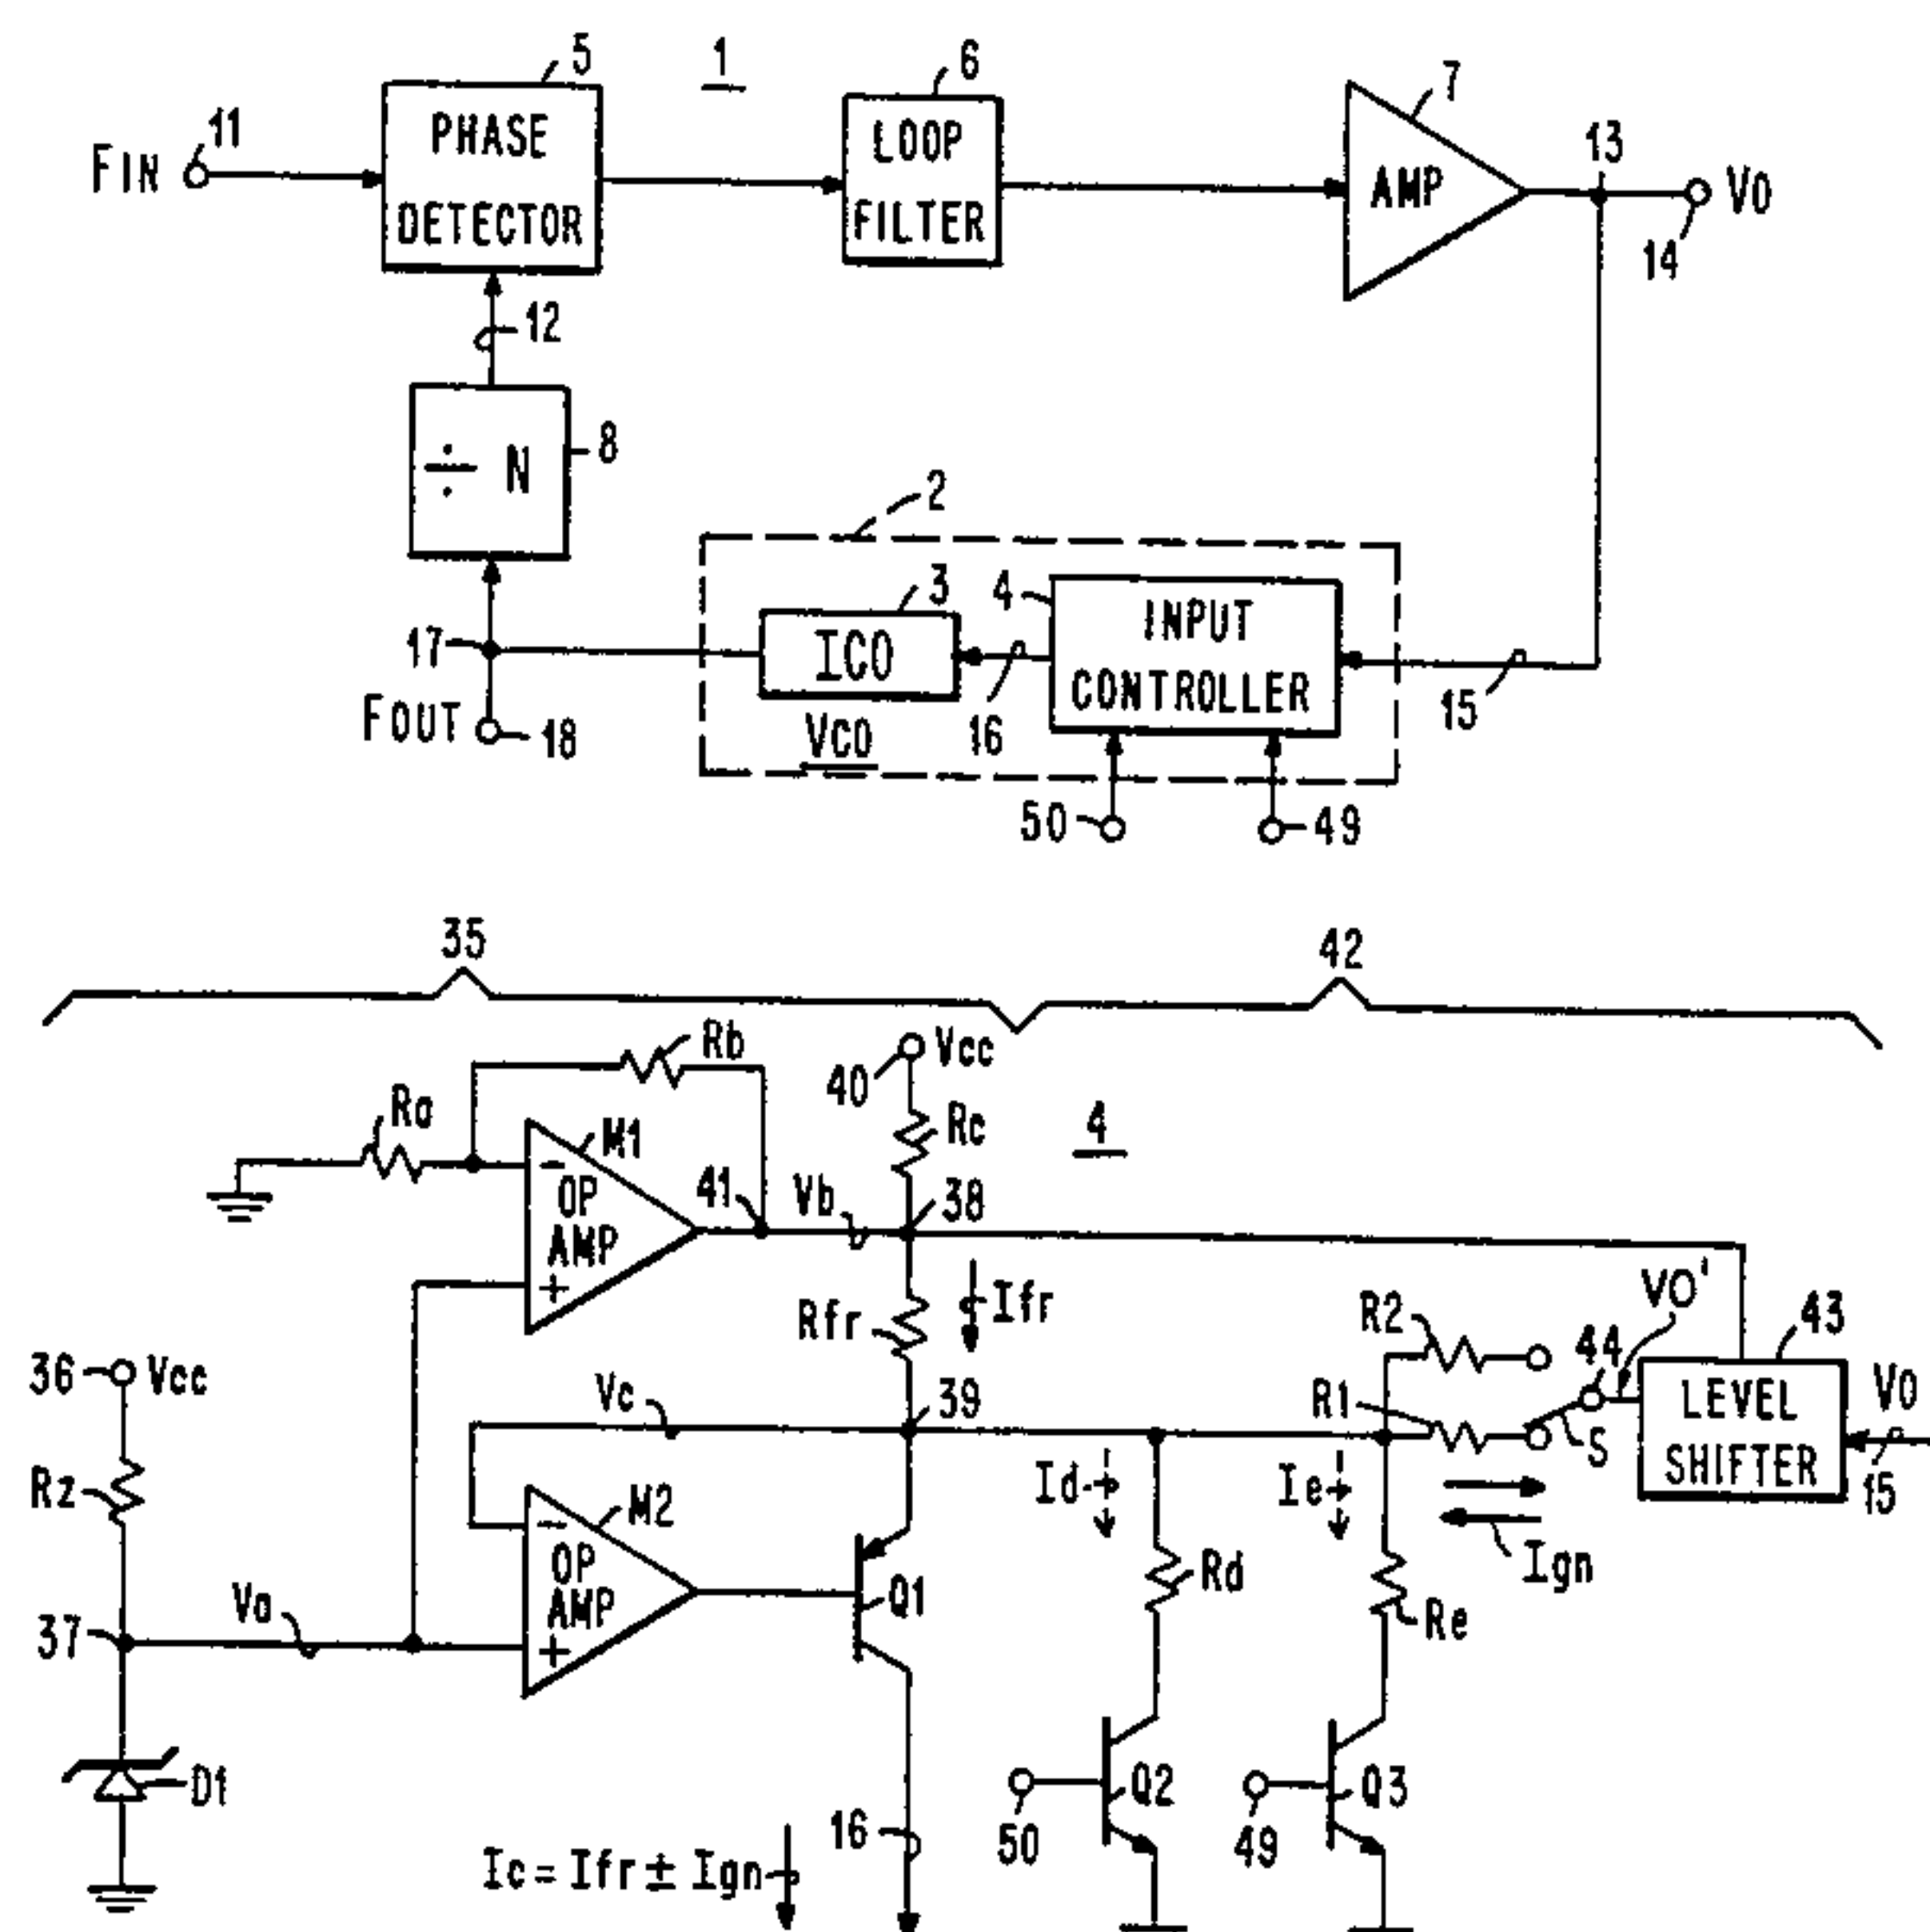 5
1
6
7
11
FIN
PHASE
DETECTOR
LOOP
FILTER
AMP
13
VO
14
12
÷ N
8
2
3
4
ICO
INPUT
CONTROLLER
17
16
15
FOUT
18
VCO
50
49
35
42
Rb
40
Vcc
Ra
M1
Rc
4
-
OP
AMP
+
41
Vb
38
Ifr
Rfr
R2
VO'
44
43
36
Vcc
Vc
39
R1
S
LEVEL
SHIFTER
VO
15
Rz
M2
-
OP
AMP
+
Id
Ie
Ign
Va
Q1
Rd
Re
37
D1
Q2
Q3
50
49
16
Ic = Ifr ± Ign